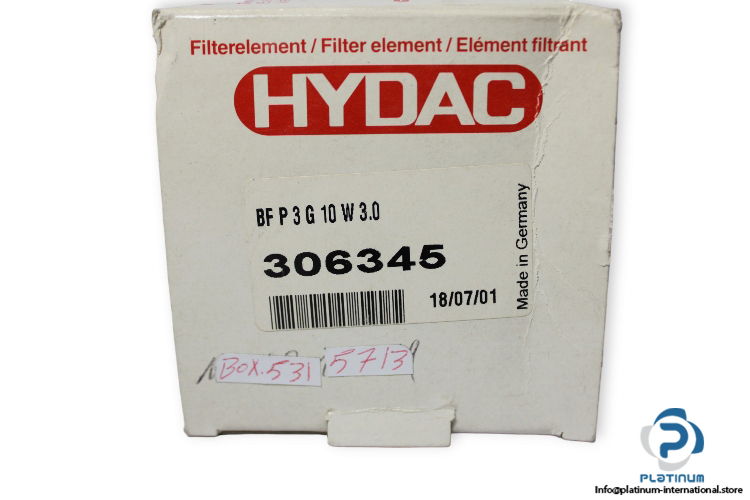 Filterelement / Filter element / Elément filtrant
HYDAC
BF P 3 G 10 W 3.0
306345
18/07/01
Made in Germany
Box.531
5713
PLATINUM
Info@platinum-international.store